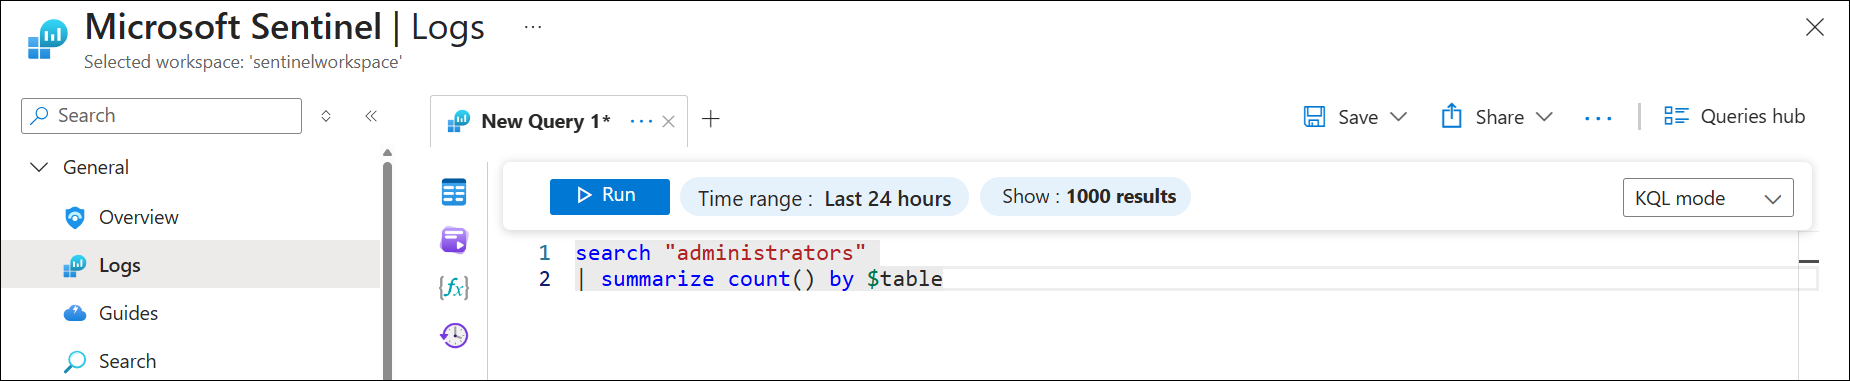 Microsoft Sentinel | Logs ...
Selected workspace: 'sentinelworkspace'
Search
General
Overview
Logs
Guides
Search
New Query 1* ...
Save
Share
...
Queries hub
Run
Time range : Last 24 hours
Show : 1000 results
KQL mode
{fx}
1 search "administrators"
2 | summarize count() by $table